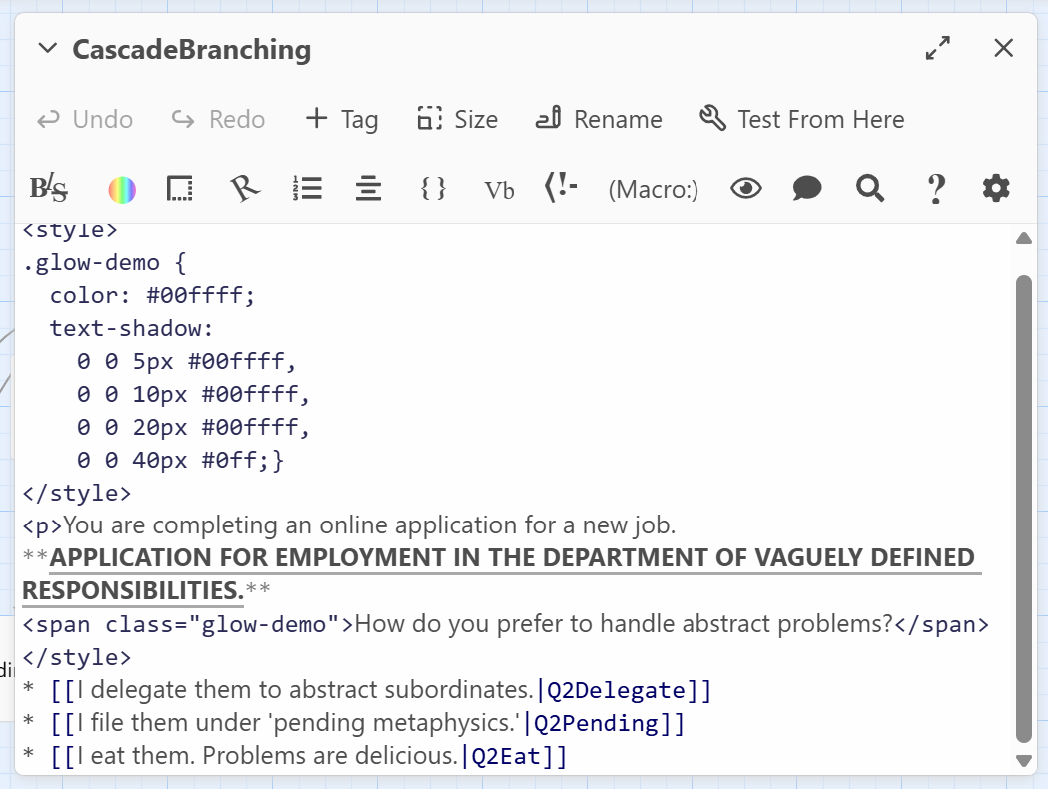 CascadeBranching
Undo Redo + Tag Size Rename Test From Here
{ } Vb (Macro:) ?
<style>
.glow-demo {
  color: #00ffff;
  text-shadow:
    0 0 5px #00ffff,
    0 0 10px #00ffff,
    0 0 20px #00ffff,
    0 0 40px #0ff;}
</style>
<p>You are completing an online application for a new job.
**APPLICATION FOR EMPLOYMENT IN THE DEPARTMENT OF VAGUELY DEFINED
RESPONSIBILITIES.**
<span class="glow-demo">How do you prefer to handle abstract problems?</span>
</style>
* [[I delegate them to abstract subordinates.|Q2Delegate]]
* [[I file them under 'pending metaphysics.'|Q2Pending]]
* [[I eat them. Problems are delicious.|Q2Eat]]